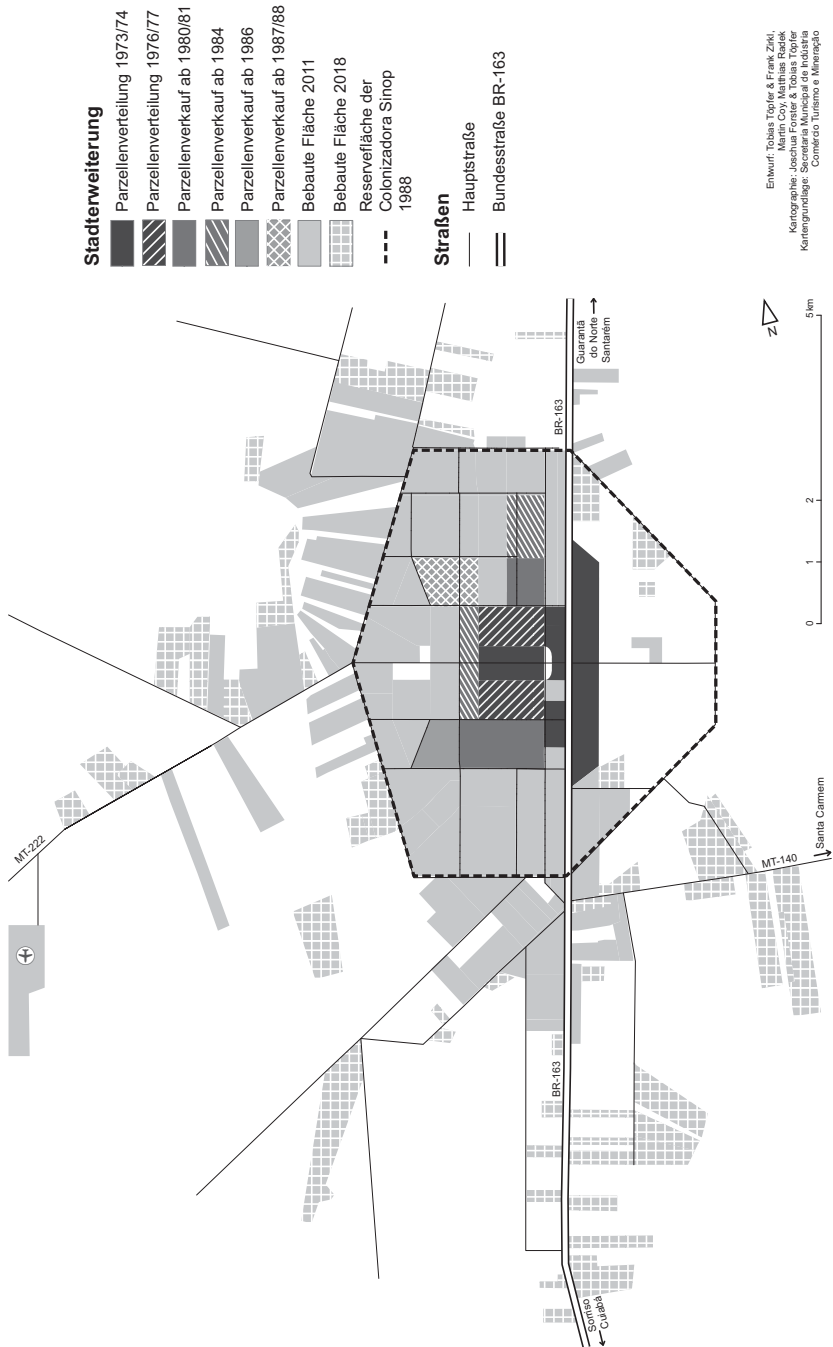 Stadterweiterung
Parzellenverteilung 1973/74
Parzellenverteilung 1976/77
Parzellenverkauf ab 1980/81
Parzellenverkauf ab 1984
Parzellenverkauf ab 1986
Parzellenverkauf ab 1987/88
Bebaute Fläche 2011
Bebaute Fläche 2018
Reservefläche der
Colonizadora Sinop
1988
Straßen
Hauptstraße
Bundesstraße BR-163
MT-222
BR-163
Guarantã
do Norte
Santarém
BR-163
Sorriso
Cuiabá
MT-140
Santa Carmem
N
0
1
2
5 km
Entwurf: Tobias Töpfer & Frank Zirkl,
Martin Coy, Matthias Radek
Kartographie: Joschua Forster & Tobias Töpfer
Kartengrundlage: Secretaria Municipal de Indústria
Comércio Turismo e Mineração